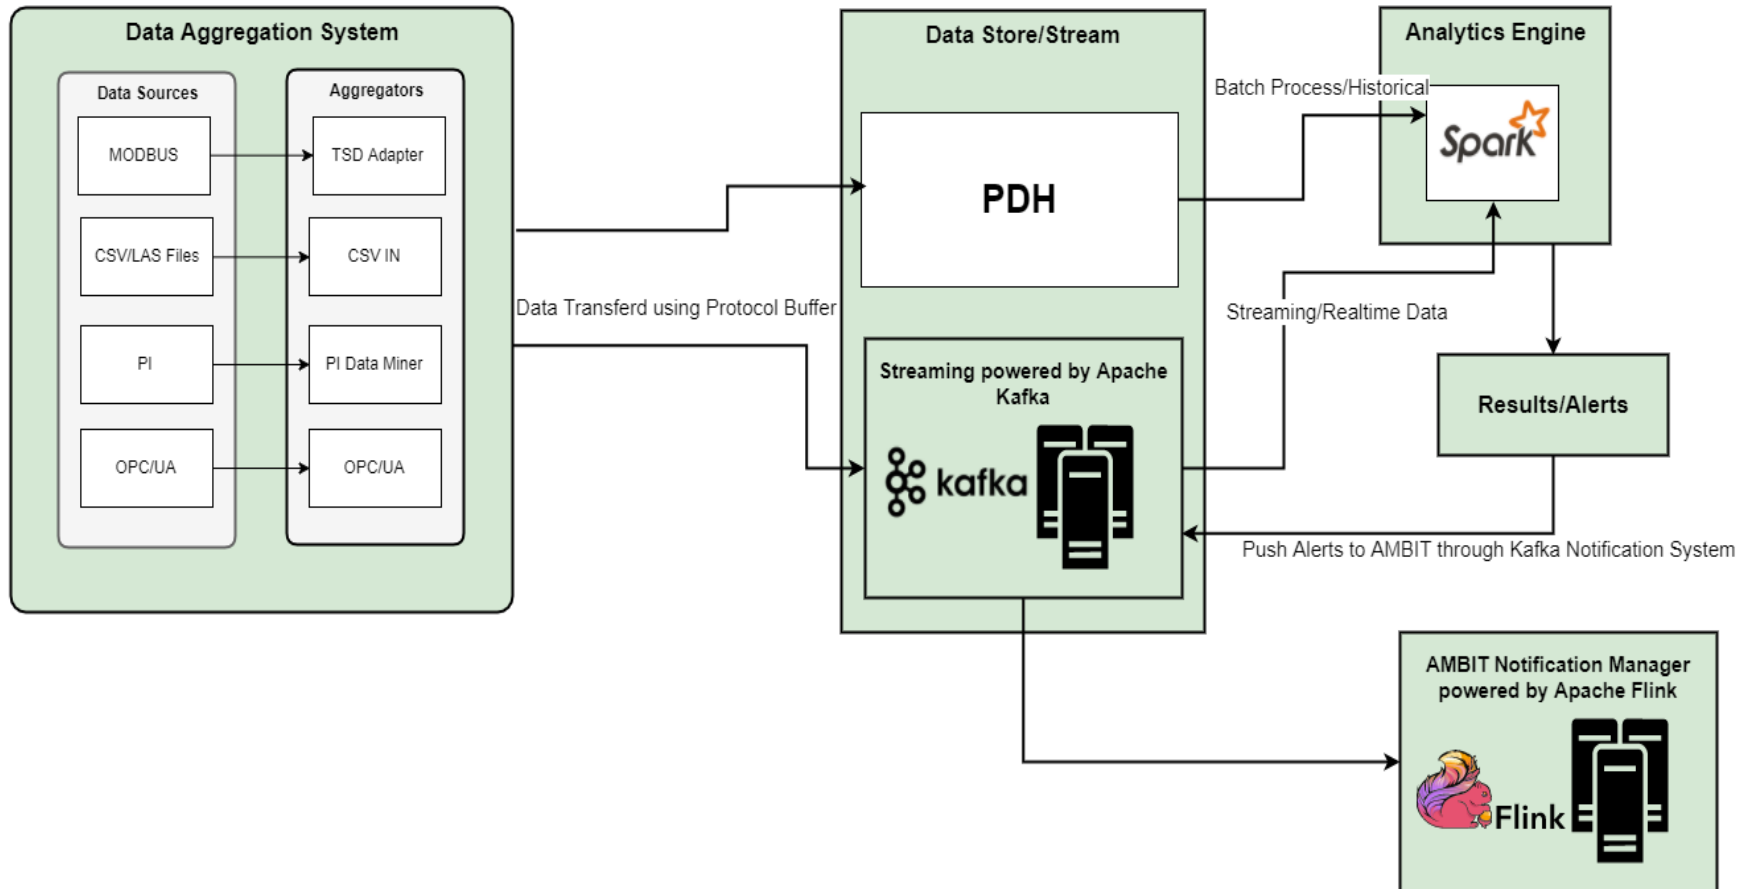 Data Aggregation System
Data Sources
MODBUS
CSV/LAS Files
PI
OPC/UA
Aggregators
TSD Adapter
CSV IN
PI Data Miner
OPC/UA
Data Transferd using Protocol Buffer
Data Store/Stream
PDH
Streaming powered by Apache
Kafka
kafka
Batch Process/Historical
Streaming/Realtime Data
Analytics Engine
Spark
Results/Alerts
Push Alerts to AMBIT through Kafka Notification System
AMBIT Notification Manager
powered by Apache Flink
Flink